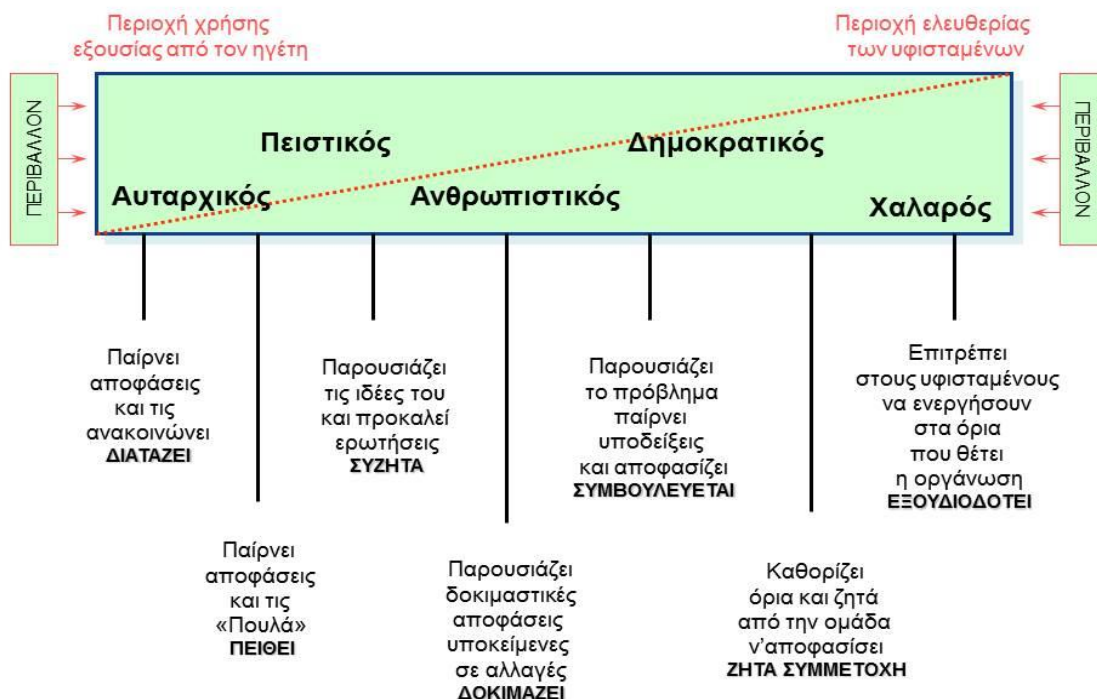 Περιοχή χρήσης
εξουσίας από τον ηγέτη
Περιοχή ελευθερίας
των υφισταμένων
ΠΕΡΙΒΑΛΛΟΝ
ΠΕΡΙΒΑΛΛΟΝ
Πειστικός
Δημοκρατικός
Αυταρχικός
Ανθρωπιστικός
Χαλαρός
Παίρνει
αποφάσεις
και τις
ανακοινώνει
ΔΙΑΤΑΖΕΙ
Παίρνει
αποφάσεις
και τις
«Πουλά»
ΠΕΙΘΕΙ
Παρουσιάζει
τις ιδέες του
και προκαλεί
ερωτήσεις
ΣΥΖΗΤΑ
Παρουσιάζει
δοκιμαστικές
αποφάσεις
υποκείμενες
σε αλλαγές
ΔΟΚΙΜΑΖΕΙ
Παρουσιάζει
το πρόβλημα
παίρνει
υποδείξεις
και αποφασίζει
ΣΥΜΒΟΥΛΕΥΕΤΑΙ
Καθορίζει
όρια και ζητά
από την ομάδα
ν'αποφασίσει
ΖΗΤΑ ΣΥΜΜΕΤΟΧΗ
Επιτρέπει
στους υφισταμένους
να ενεργήσουν
στα όρια
που θέτει
η οργάνωση
ΕΞΟΥΔΙΟΔΟΤΕΙ